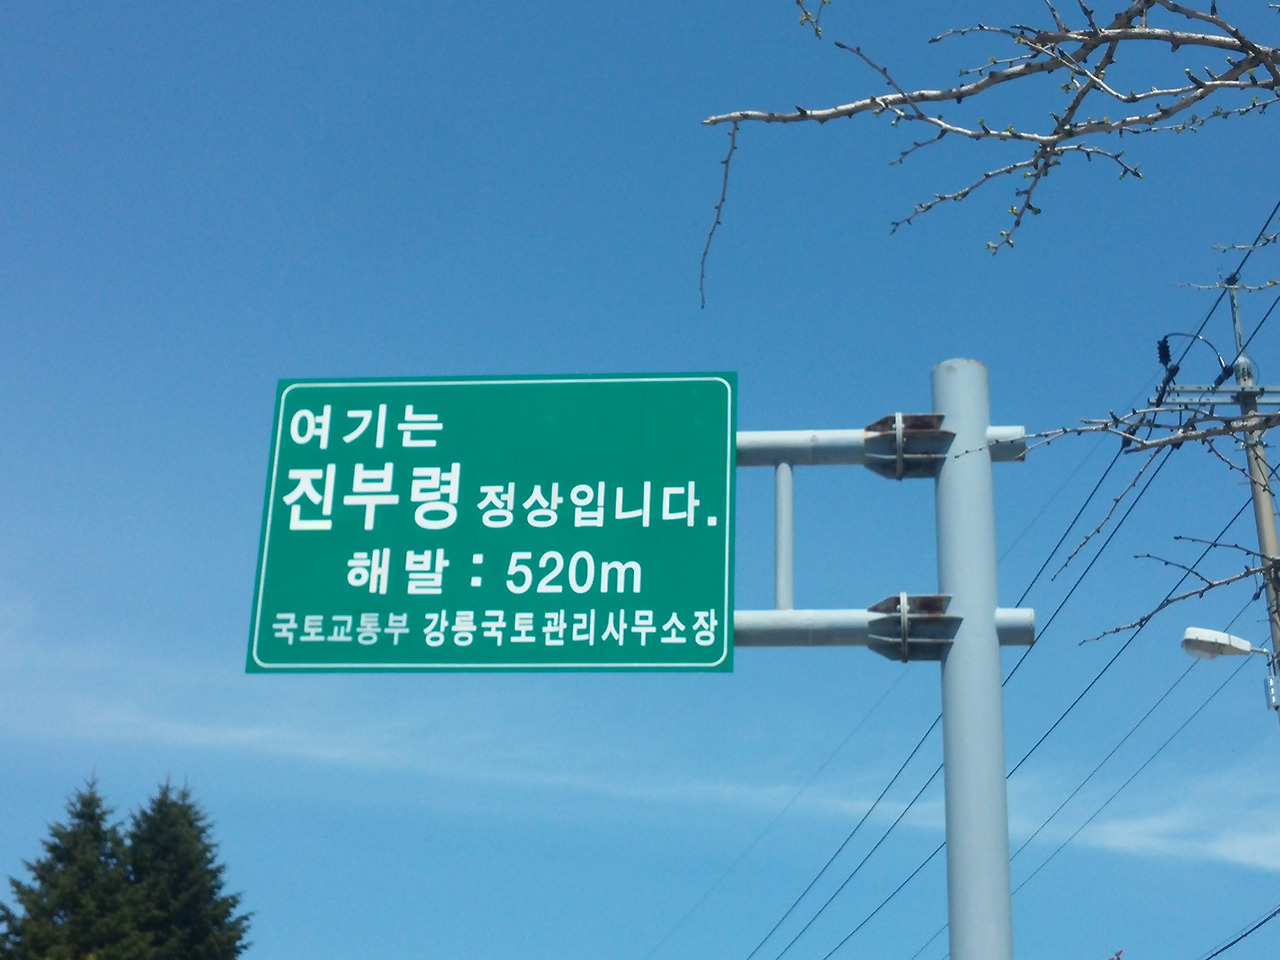 여기는
진부령 정상입니다.
해발 : 520m
국토교통부 강릉국토관리사무소장